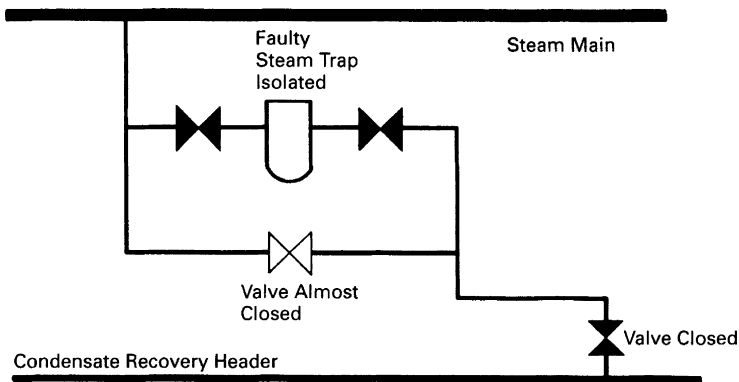 Faulty
Steam Trap
Isolated
Steam Main
Valve Almost
Closed
Valve Closed
Condensate Recovery Header